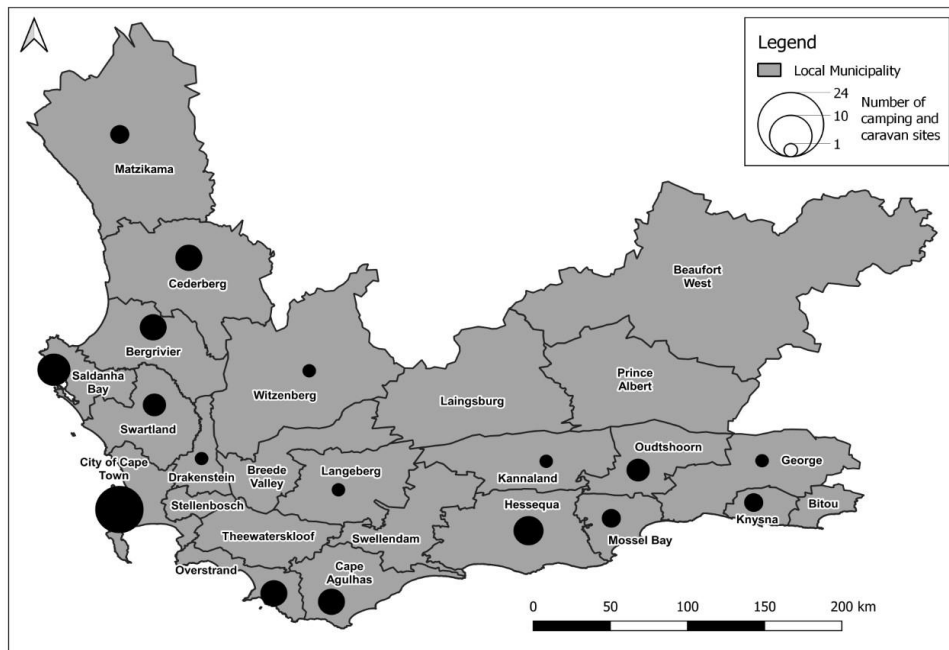 Legend
Local Municipality
24
10
1
Number of
camping and
caravan sites
Matzikama
Cederberg
Beaufort
West
Bergrivier
Saldanha
Bay
Witzenberg
Prince
Albert
Laingsburg
Swartland
Oudtshoorn
City of Cape
Town
Drakenstein
Breede
Valley
Langeberg
Kannaland
George
Stellenbosch
Hessequa
Bitou
Knysna
Theewaterskloof
Swellendam
Mossel Bay
Overstrand
Cape
Agulhas
0 50 100 150 200 km